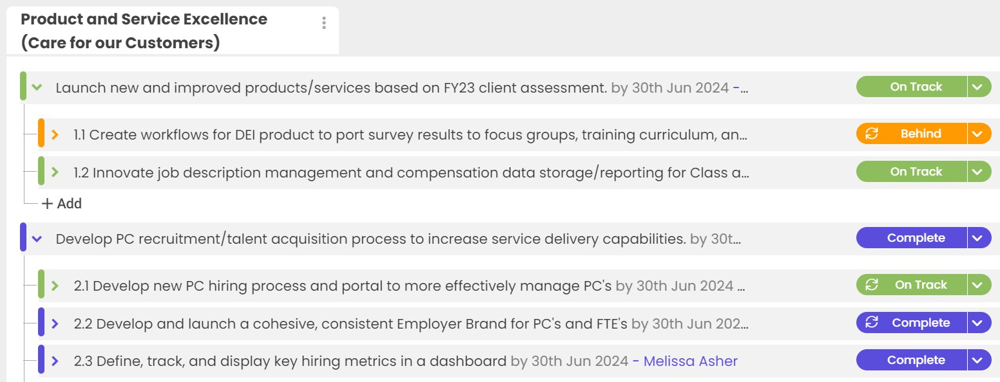 Product and Service Excellence
(Care for our Customers)
Launch new and improved products/services based on FY23 client assessment. by 30th Jun 2024 -... On Track
1.1 Create workflows for DEI product to port survey results to focus groups, training curriculum, an... Behind
1.2 Innovate job description management and compensation data storage/reporting for Class a... On Track
+ Add
Develop PC recruitment/talent acquisition process to increase service delivery capabilities. by 30t... Complete
2.1 Develop new PC hiring process and portal to more effectively manage PC's by 30th Jun 2024 ... On Track
2.2 Develop and launch a cohesive, consistent Employer Brand for PC's and FTE's by 30th Jun 202... Complete
2.3 Define, track, and display key hiring metrics in a dashboard by 30th Jun 2024 - Melissa Asher Complete